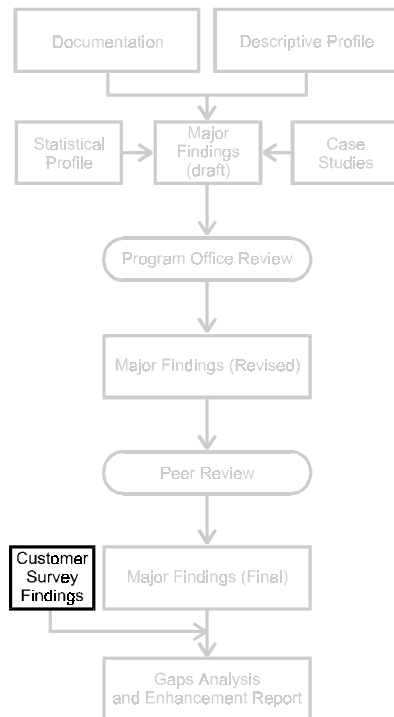 Documentation
Descriptive Profile
Statistical
Profile
Major
Findings
(draft)
Case
Studies
Program Office Review
Major Findings (Revised)
Peer Review
Customer
Survey
Findings
Major Findings (Final)
Gaps Analysis
and Enhancement Report